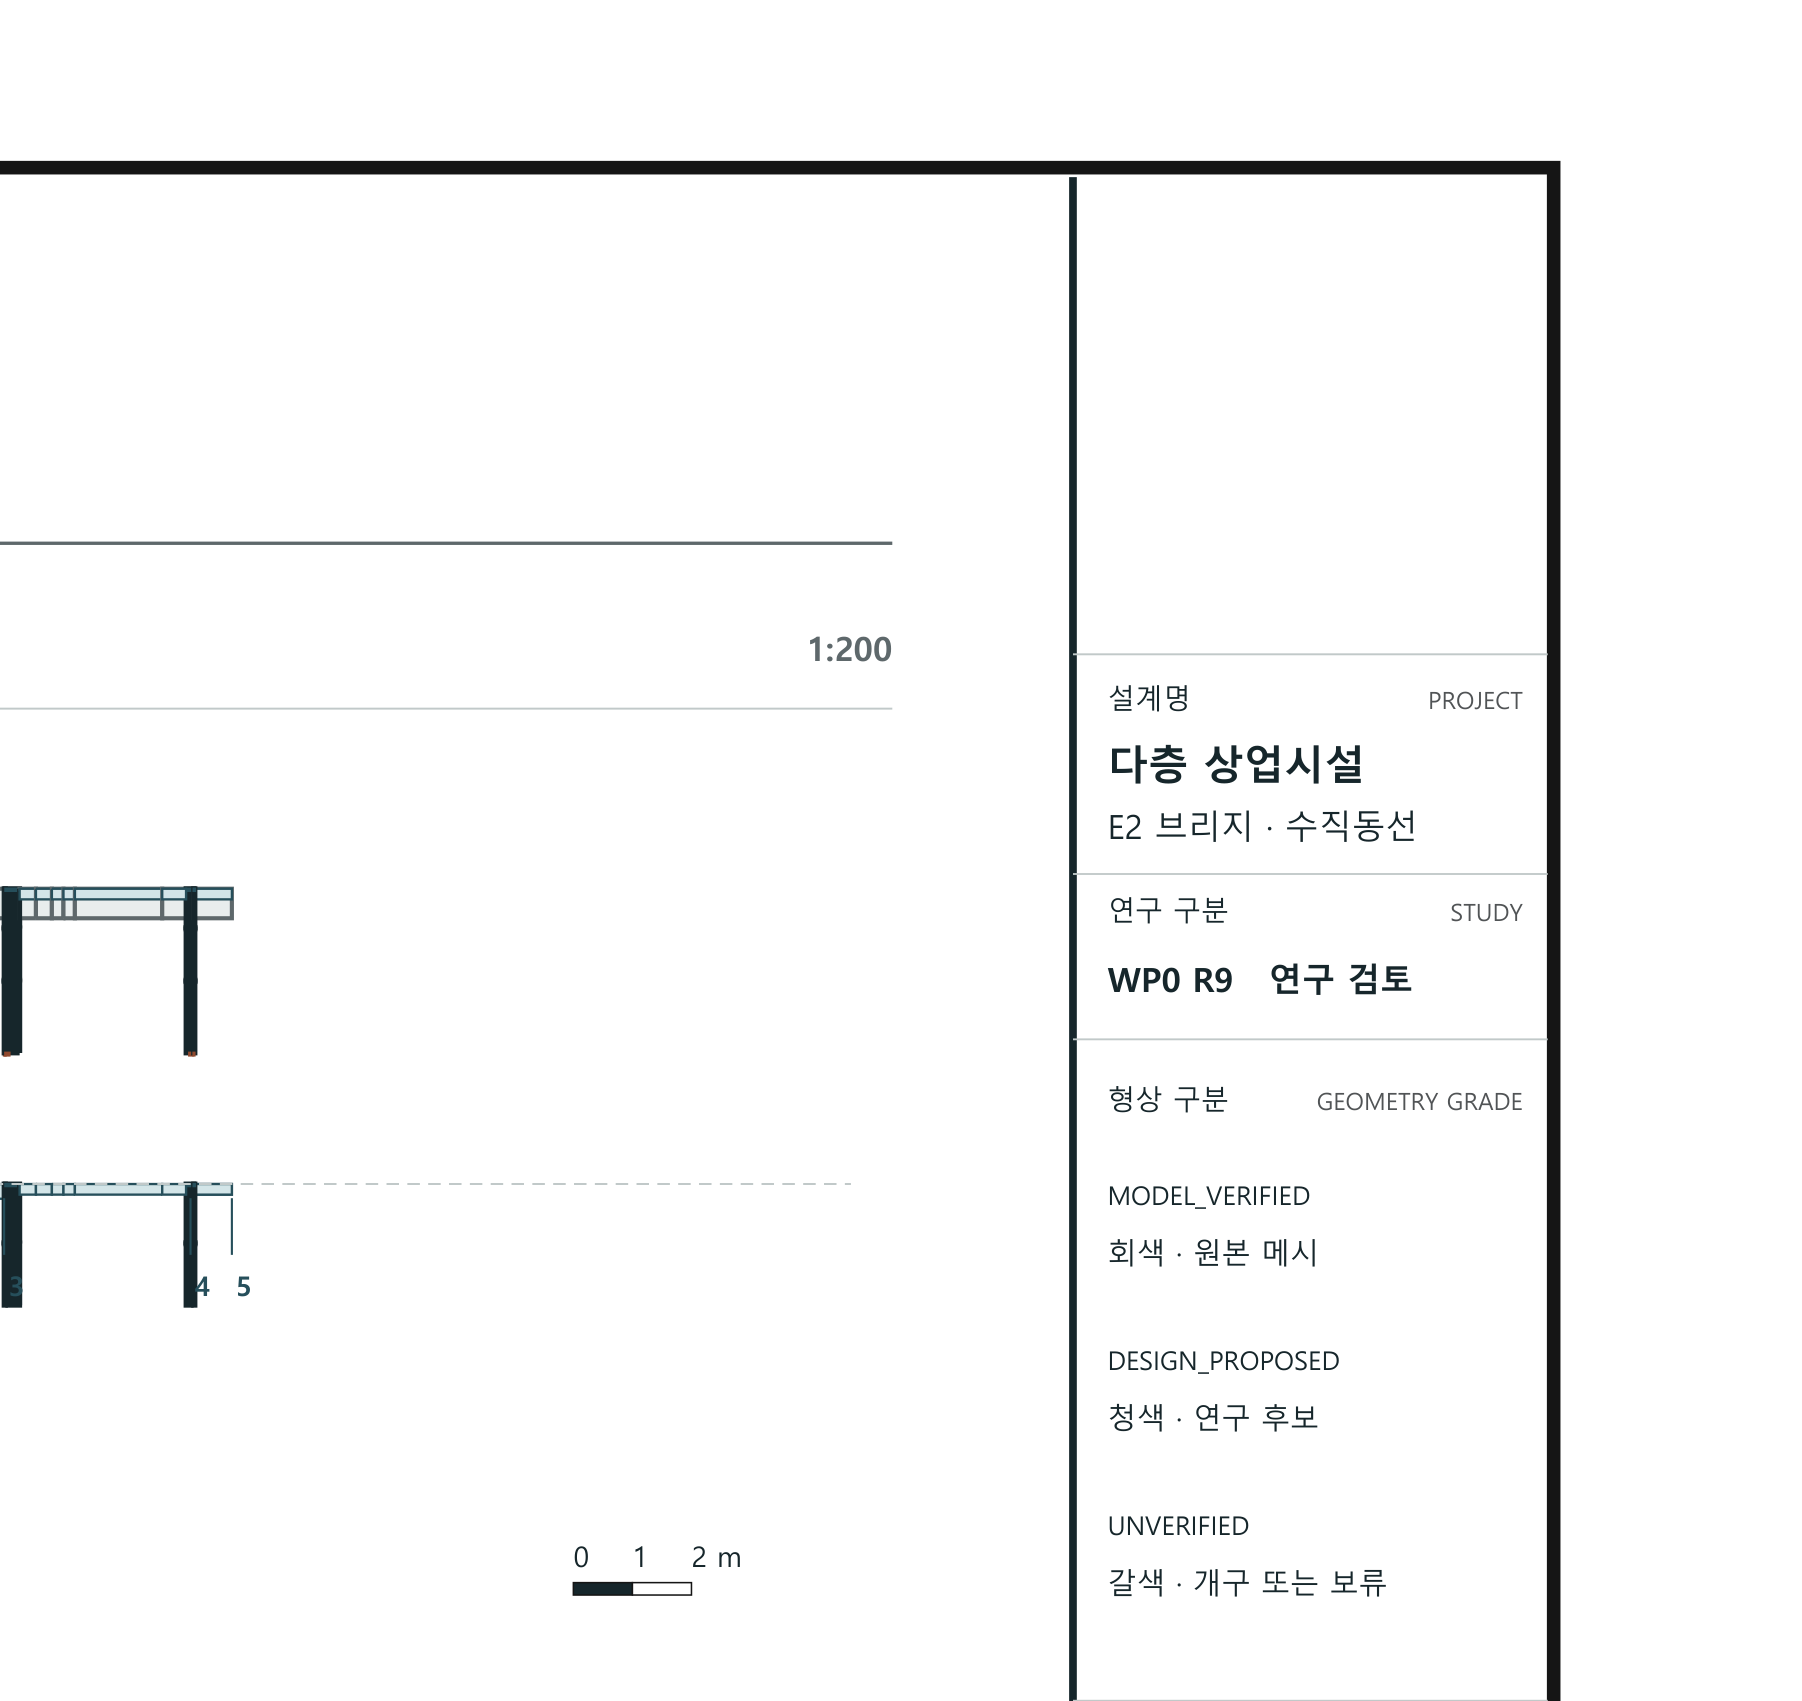 1:200
3 4 5
0 1 2 m
설계명 PROJECT
다층 상업시설
E2 브리지 · 수직동선
연구 구분 STUDY
WP0 R9 연구 검토
형상 구분 GEOMETRY GRADE
MODEL_VERIFIED
회색 · 원본 메시
DESIGN_PROPOSED
청색 · 연구 후보
UNVERIFIED
갈색 · 개구 또는 보류